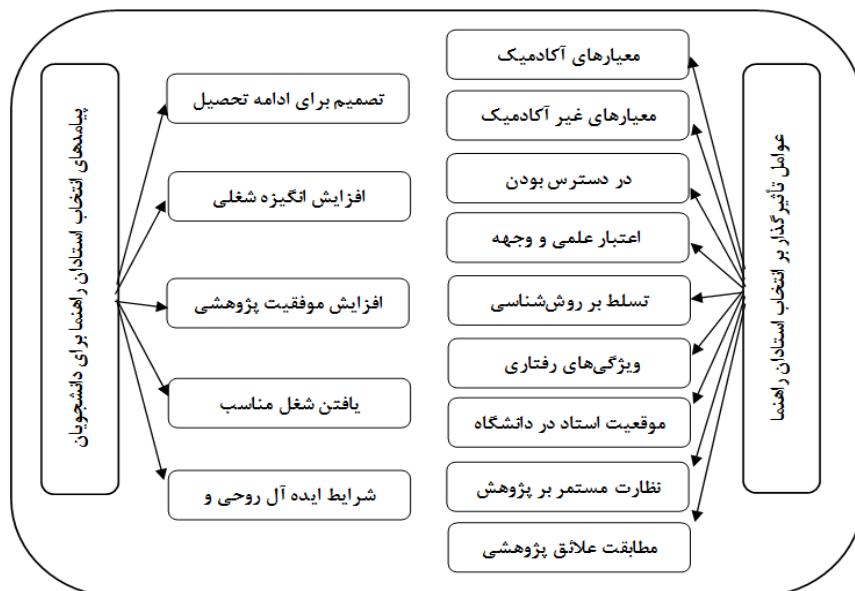 عوامل تأثیرگذار بر انتخاب استادان راهنما
معیارهای آکادمیک
معیارهای غیر آکادمیک
در دسترس بودن
اعتبار علمی و وجهه
تسلط بر روش‌شناسی
ویژگی‌های رفتاری
موقعیت استاد در دانشگاه
نظارت مستمر بر پژوهش
مطابقت علائق پژوهشی
پیامدهای انتخاب استادان راهنما برای دانشجویان
تصمیم برای ادامه تحصیل
افزایش انگیزه شغلی
افزایش موفقیت پژوهشی
یافتن شغل مناسب
شرایط ایده آل روحی و